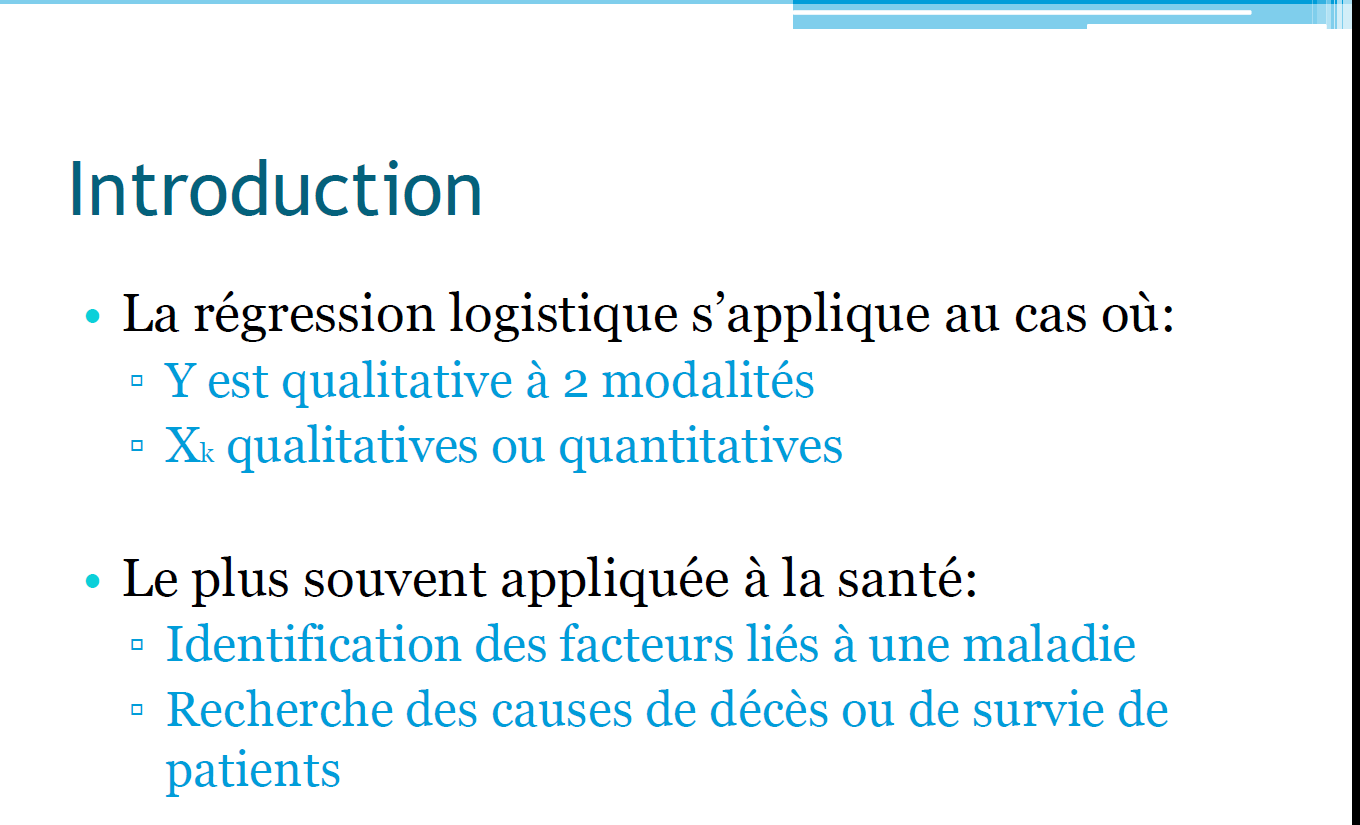 Introduction
• La régression logistique s’applique au cas où:
▫ Y est qualitative à 2 modalités
▫ Xk qualitatives ou quantitatives
• Le plus souvent appliquée à la santé:
▫ Identification des facteurs liés à une maladie
▫ Recherche des causes de décès ou de survie de
patients